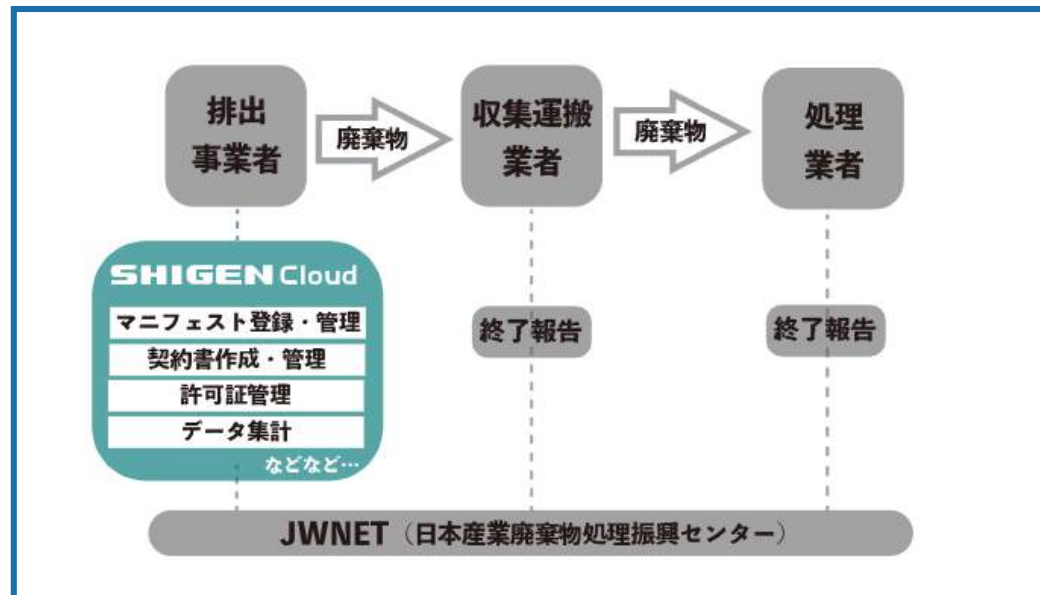 排出
事業者
廃棄物
収集運搬
業者
廃棄物
処理
業者
SHIGEN Cloud
マニフェスト登録・管理
契約書作成・管理
許可証管理
データ集計
などなど…
終了報告
終了報告
JWNET（日本産業廃棄物処理振興センター）